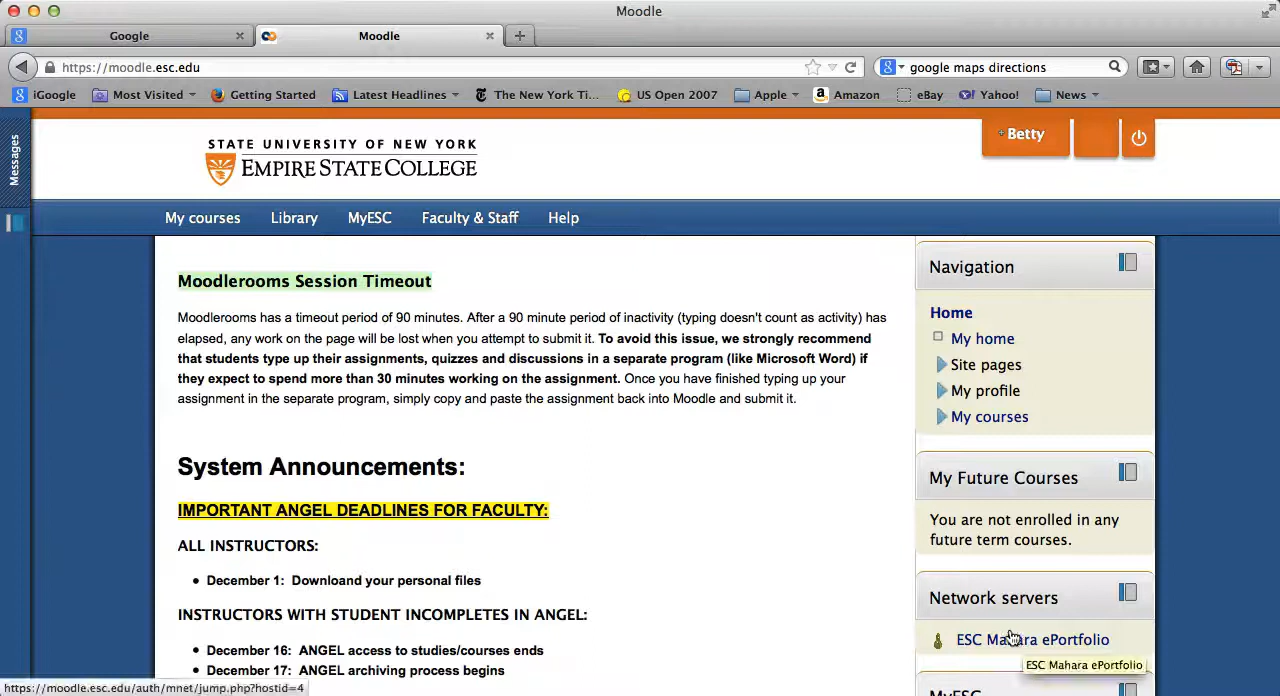 Moodle
Google
Moodle
https://moodle.esc.edu
google maps directions
iGoogle
Most Visited
Getting Started
Latest Headlines
The New York Ti...
US Open 2007
Apple
Amazon
eBay
Yahoo!
News
Messages
STATE UNIVERSITY OF NEW YORK
EMPIRE STATE COLLEGE
Betty
My courses
Library
MyESC
Faculty & Staff
Help
Moodlerooms Session Timeout
Moodlerooms has a timeout period of 90 minutes. After a 90 minute period of inactivity (typing doesn't count as activity) has
elapsed, any work on the page will be lost when you attempt to submit it. To avoid this issue, we strongly recommend
that students type up their assignments, quizzes and discussions in a separate program (like Microsoft Word) if
they expect to spend more than 30 minutes working on the assignment. Once you have finished typing up your
assignment in the separate program, simply copy and paste the assignment back into Moodle and submit it.
System Announcements:
IMPORTANT ANGEL DEADLINES FOR FACULTY:
ALL INSTRUCTORS:
• December 1: Downloand your personal files
INSTRUCTORS WITH STUDENT INCOMPLETES IN ANGEL:
• December 16: ANGEL access to studies/courses ends
• December 17: ANGEL archiving process begins
Navigation
Home
My home
Site pages
My profile
My courses
My Future Courses
You are not enrolled in any
future term courses.
Network servers
ESC Mahara ePortfolio
ESC Mahara ePortfolio
MyESC
https://moodle.esc.edu/auth/mnet/jump.php?hostid=4